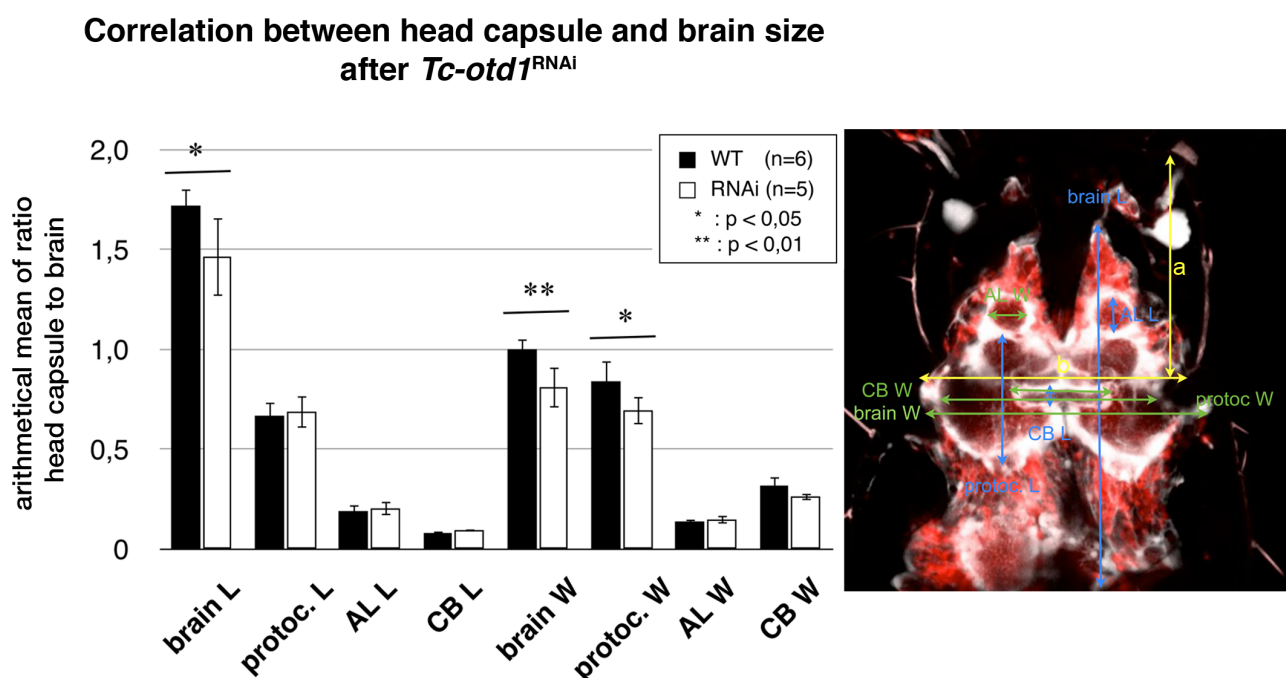 Correlation between head capsule and brain size
after Tc-otd1RNAi
arithmetical mean of ratio
head capsule to brain
2,0
1,5
1,0
0,5
0
*
**
*
WT (n=6)
RNAi (n=5)
* : p < 0,05
** : p < 0,01
brain L
protoc. L
AL L
CB L
brain W
protoc. W
AL W
CB W
brain L
a
AL W
AL L
b
CB W
protoc W
brain W
CB L
protoc. L